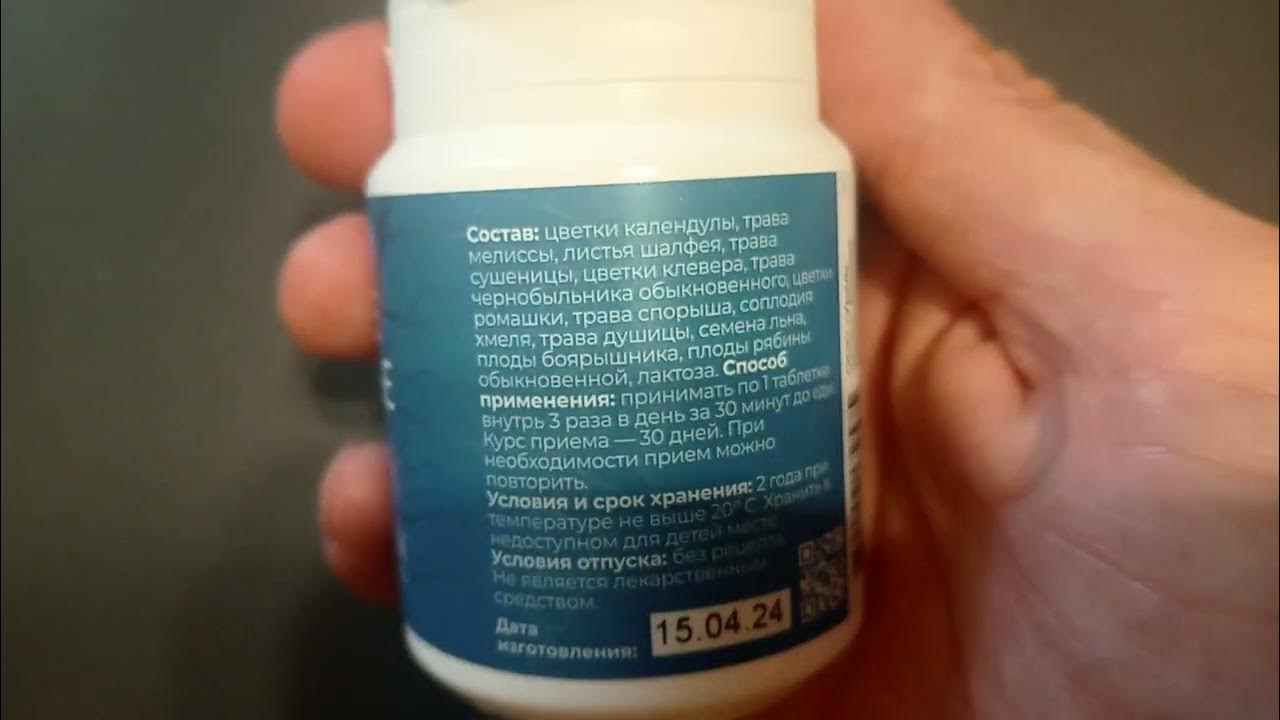 Состав: цветки календулы, трава
мелиссы, листья шалфея, трава
сушеницы, цветки клевера, трава
чернобыльника обыкновенного, цветки
ромашки, трава спорыша, соплодия
хмеля, трава душицы, семена льна,
плоды боярышника, плоды рябины
обыкновенной, лактоза. Способ
применения: принимать по 1 таблетке
внутрь 3 раза в день за 30 минут до еды.
Курс приема — 30 дней. При
необходимости прием можно
повторить.
Условия и срок хранения: 2 года при
температуре не выше 20° С. Хранить в
недоступном для детей месте.
Условия отпуска: без рецепта.
Не является лекарственным
средством.
Дата
изготовления:
15.04.24